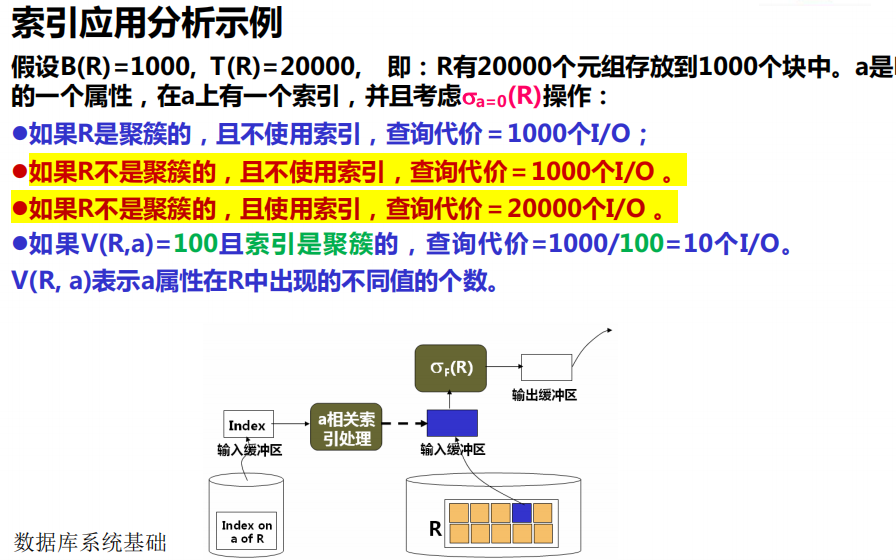 索引应用分析示例
假设B(R)=1000, T(R)=20000, 即：R有20000个元组存放到1000个块中。a是
的一个属性，在a上有一个索引，并且考虑σa=0(R)操作：
●如果R是聚簇的，且不使用索引，查询代价＝1000个I/O；
●如果R不是聚簇的，且不使用索引，查询代价＝1000个I/O 。
●如果R不是聚簇的，且使用索引，查询代价＝20000个I/O 。
●如果V(R,a)=100且索引是聚簇的，查询代价=1000/100=10个I/O。
V(R, a)表示a属性在R中出现的不同值的个数。
σF(R)
输出缓冲区
Index
a相关索
引处理
输入缓冲区
输入缓冲区
Index on
a of R
R
数据库系统基础